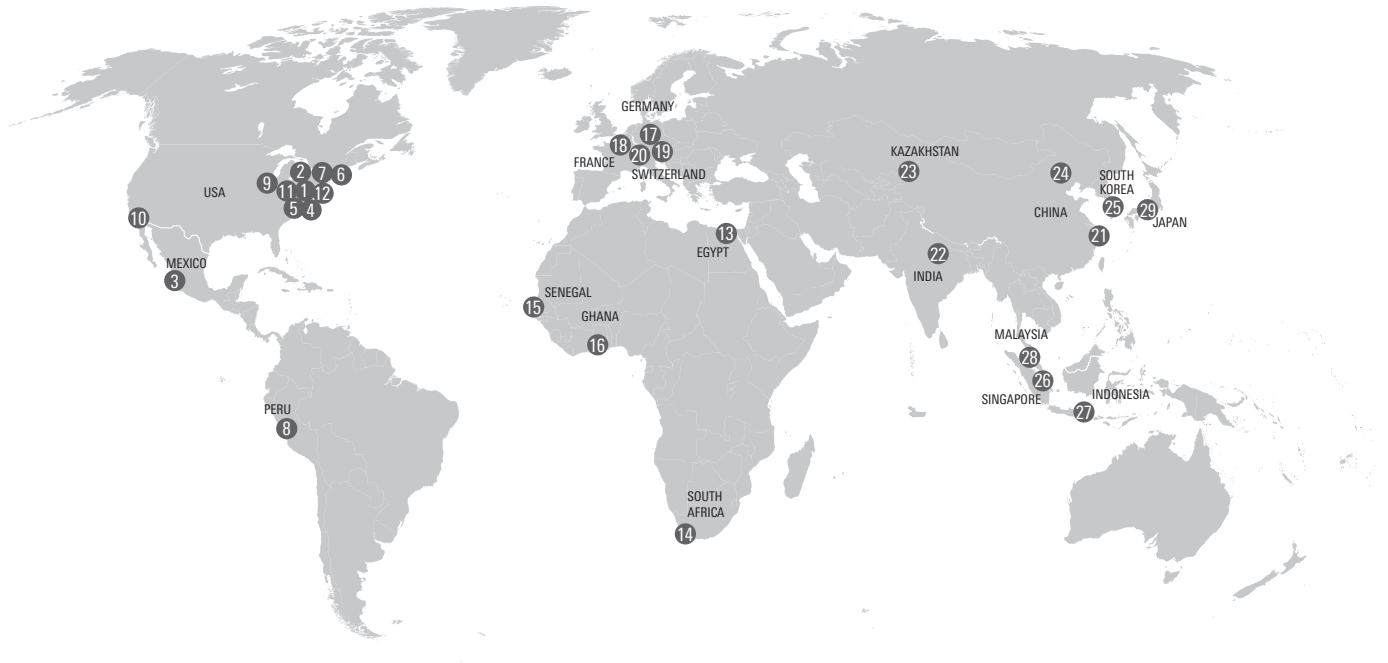 GERMANY
17
18
20
19
FRANCE
SWITZERLAND
KAZAKHSTAN
23
24
SOUTH
KOREA
25
29
CHINA
JAPAN
21
2
7
6
9
11
1
12
USA
5
4
10
MEXICO
3
13
EGYPT
22
INDIA
SENEGAL
15
GHANA
16
MALAYSIA
28
26
SINGAPORE
INDONESIA
27
PERU
8
SOUTH
AFRICA
14